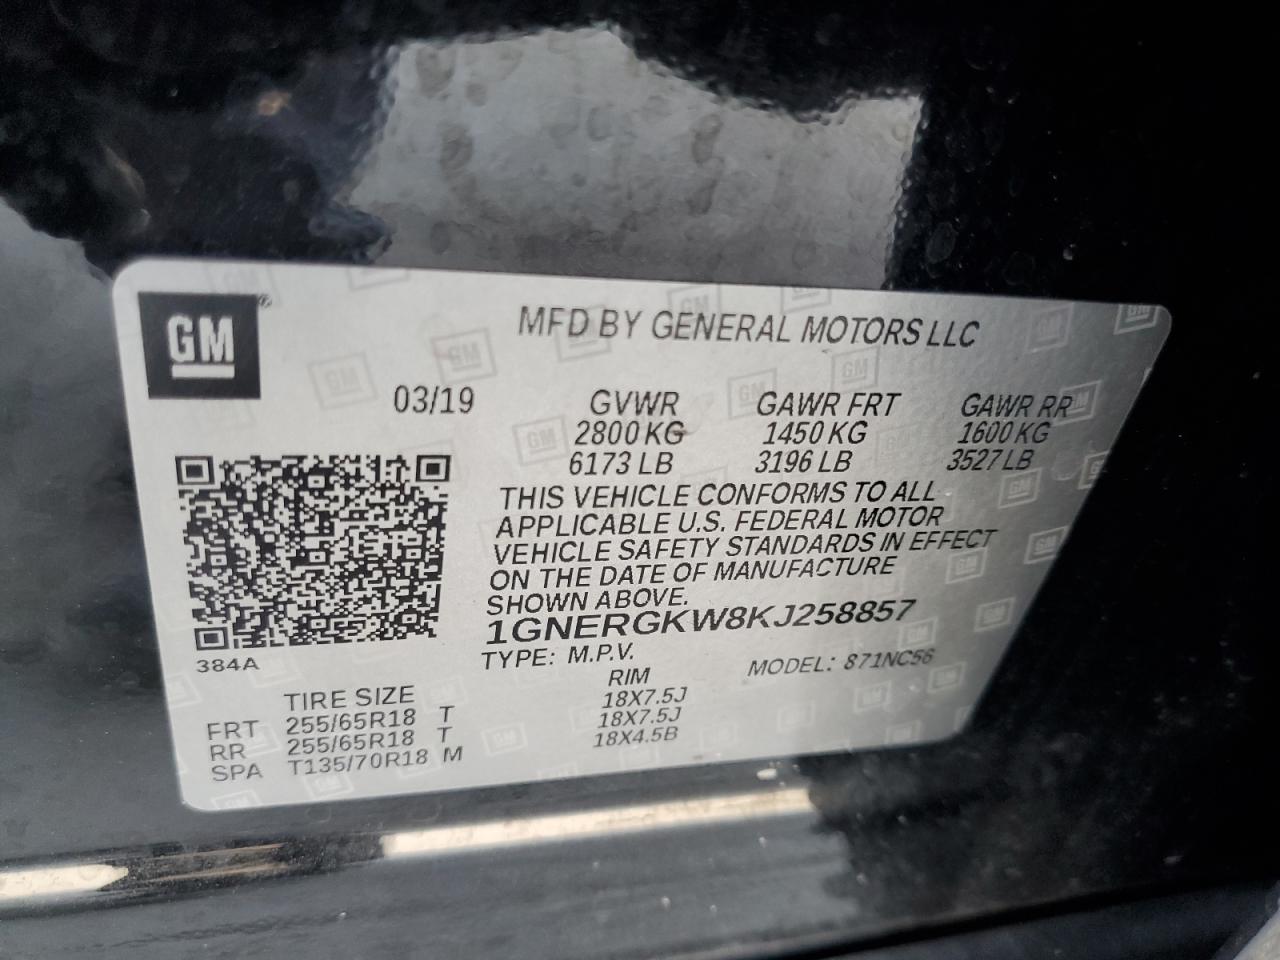 GM
MFD BY GENERAL MOTORS LLC
03/19 GVWR GAWR FRT GAWR RR
2800 KG 1450 KG 1600 KG
6173 LB 3196 LB 3527 LB
THIS VEHICLE CONFORMS TO ALL
APPLICABLE U.S. FEDERAL MOTOR
VEHICLE SAFETY STANDARDS IN EFFECT
ON THE DATE OF MANUFACTURE
SHOWN ABOVE.
1GNERGKW8KJ258857
384A TYPE: M.P.V. MODEL: 871NC56
TIRE SIZE RIM
FRT 255/65R18 T 18X7.5J
RR 255/65R18 T 18X7.5J
SPA T135/70R18 M 18X4.5B